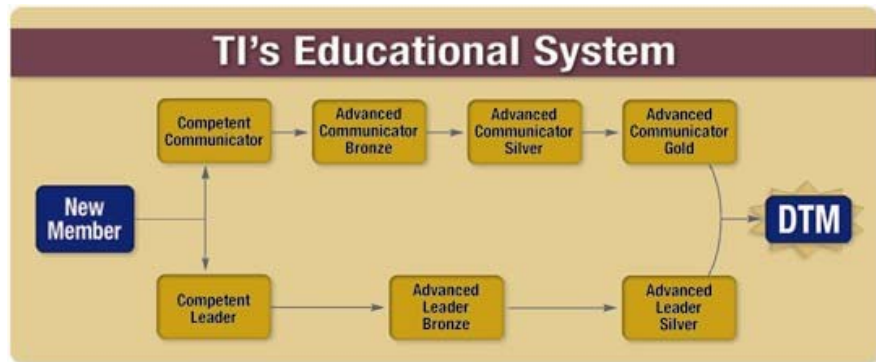 TI's Educational System
Competent
Communicator
Advanced
Communicator
Bronze
Advanced
Communicator
Silver
Advanced
Communicator
Gold
New
Member
DTM
Competent
Leader
Advanced
Leader
Bronze
Advanced
Leader
Silver